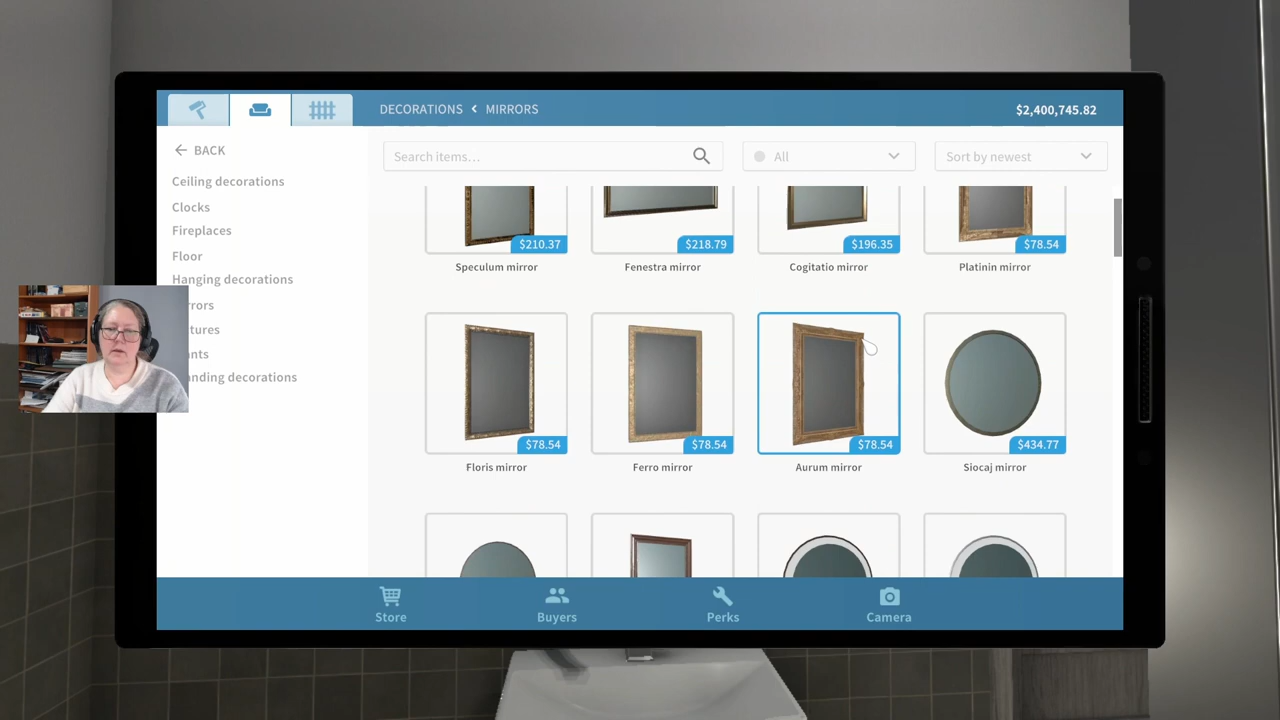 DECORATIONS < MIRRORS
$2,400,745.82
BACK
Search items...
All
Sort by newest
Ceiling decorations
Clocks
Fireplaces
Floor
Hanging decorations
Plants
$210.37
$218.79
$196.35
$78.54
Speculum mirror
Fenestra mirror
Cogitatio mirror
Platinin mirror
$78.54
$78.54
$78.54
$434.77
Floris mirror
Ferro mirror
Aurum mirror
Siocaj mirror
Store
Buyers
Perks
Camera